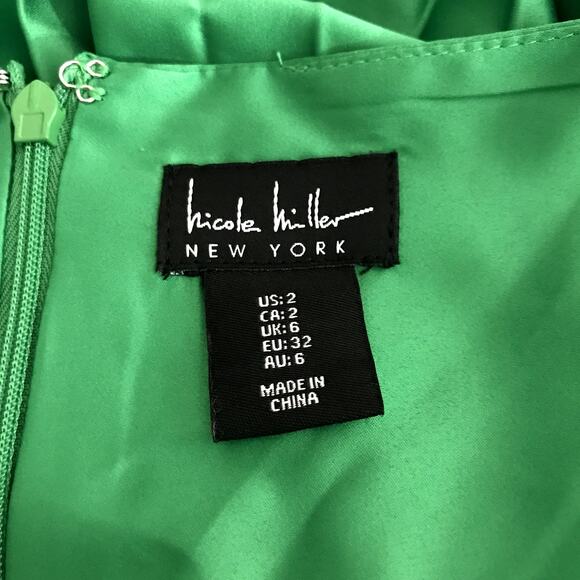 Nicole Miller
NEW YORK
US: 2
CA: 2
UK: 6
EU: 32
AU: 6
MADE IN
CHINA